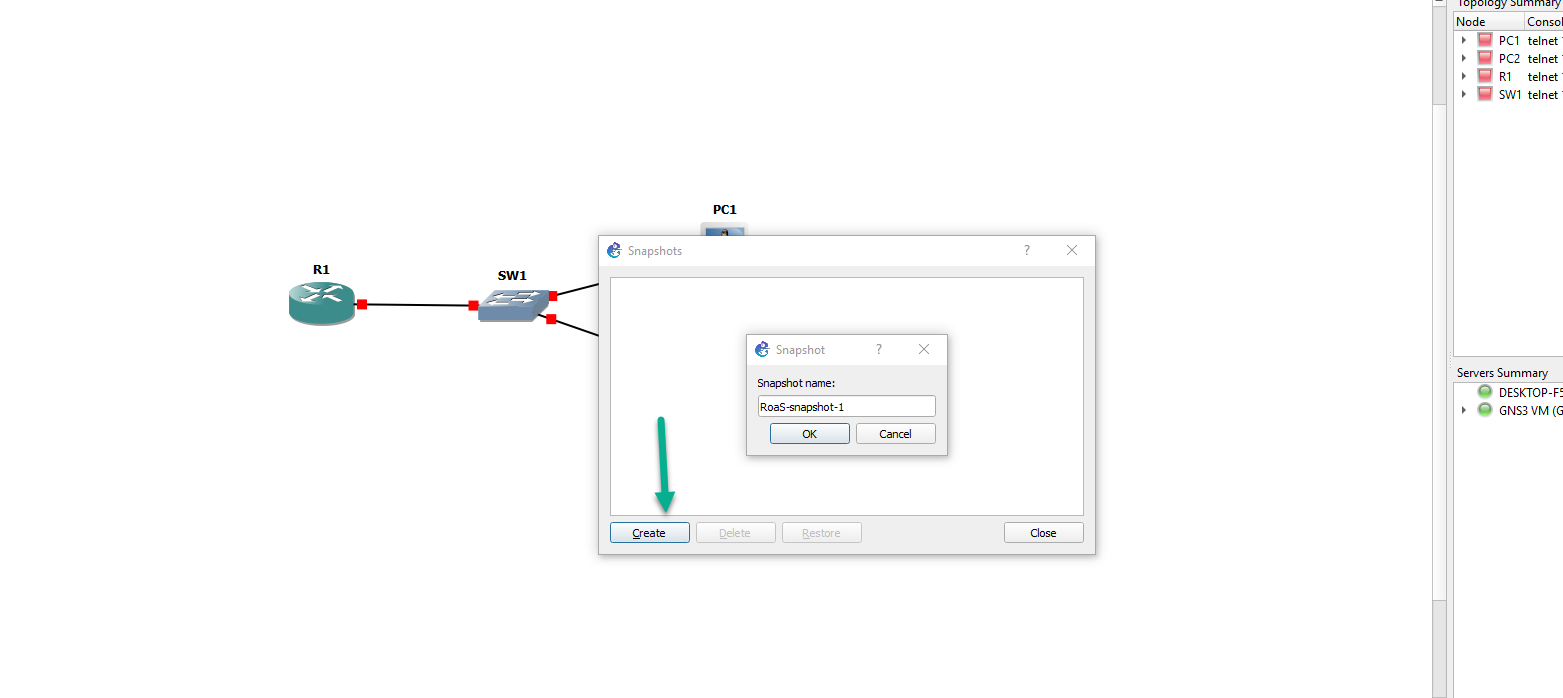 Topology Summary
Node Consol
PC1 telnet
PC2 telnet
R1 telnet
SW1 telnet
PC1
R1
SW1
Snapshots ?
Snapshot ?
Snapshot name:
RoaS-snapshot-1
OK Cancel
Create Delete Restore Close
Servers Summary
DESKTOP-F5
GNS3 VM (G